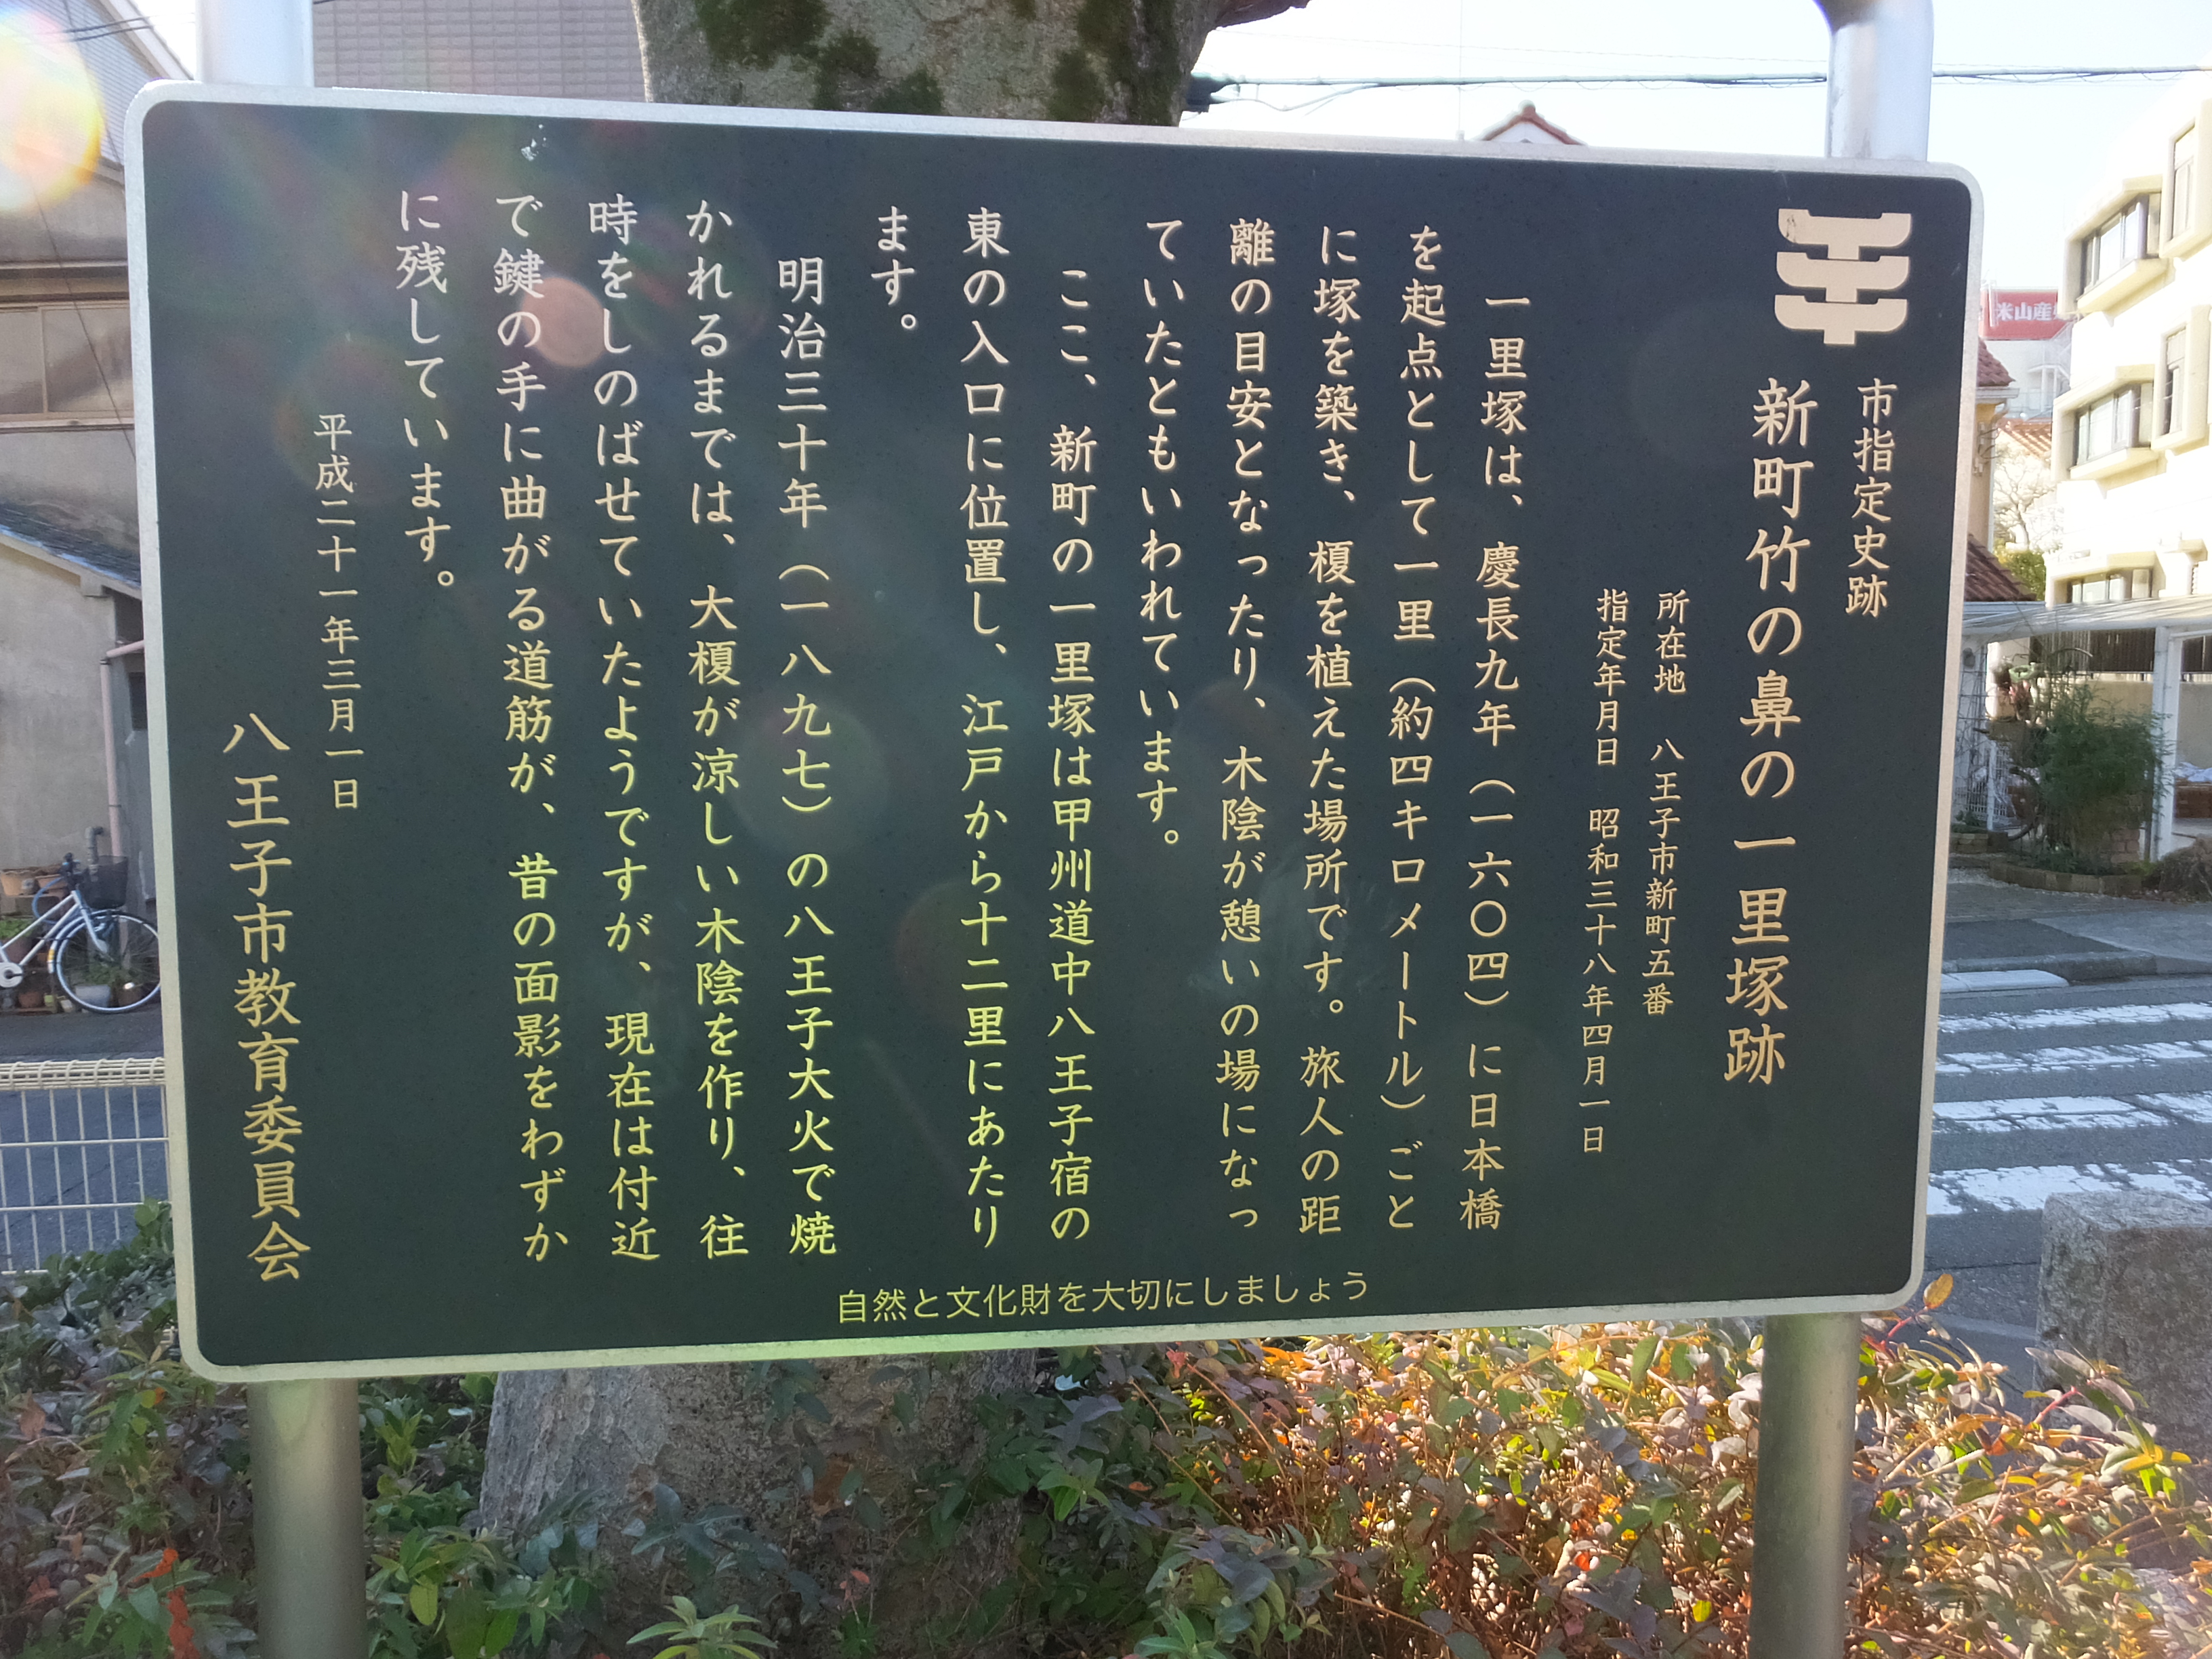 市指定史跡
新町竹の鼻の一里塚跡
所在地 八王子市新町五番
指定年月日 昭和三十八年四月一日
一里塚は、慶長九年（一六〇四）に日本橋
を起点として一里（約四キロメートル）ごと
に塚を築き、榎を植えた場所です。旅人の距
離の目安となったり、木陰が憩いの場になっ
ていたともいわれています。
ここ、新町の一里塚は甲州道中八王子宿の
東の入口に位置し、江戸から十二里にあたり
ます。
明治三十年（一八九七）の八王子大火で焼
かれるまでは、大榎が涼しい木陰を作り、往
時をしのばせていたようですが、現在は付近
で鍵の手に曲がる道筋が、昔の面影をわずか
に残しています。
平成二十一年三月一日
八王子市教育委員会
自然と文化財を大切にしましょう
米山産